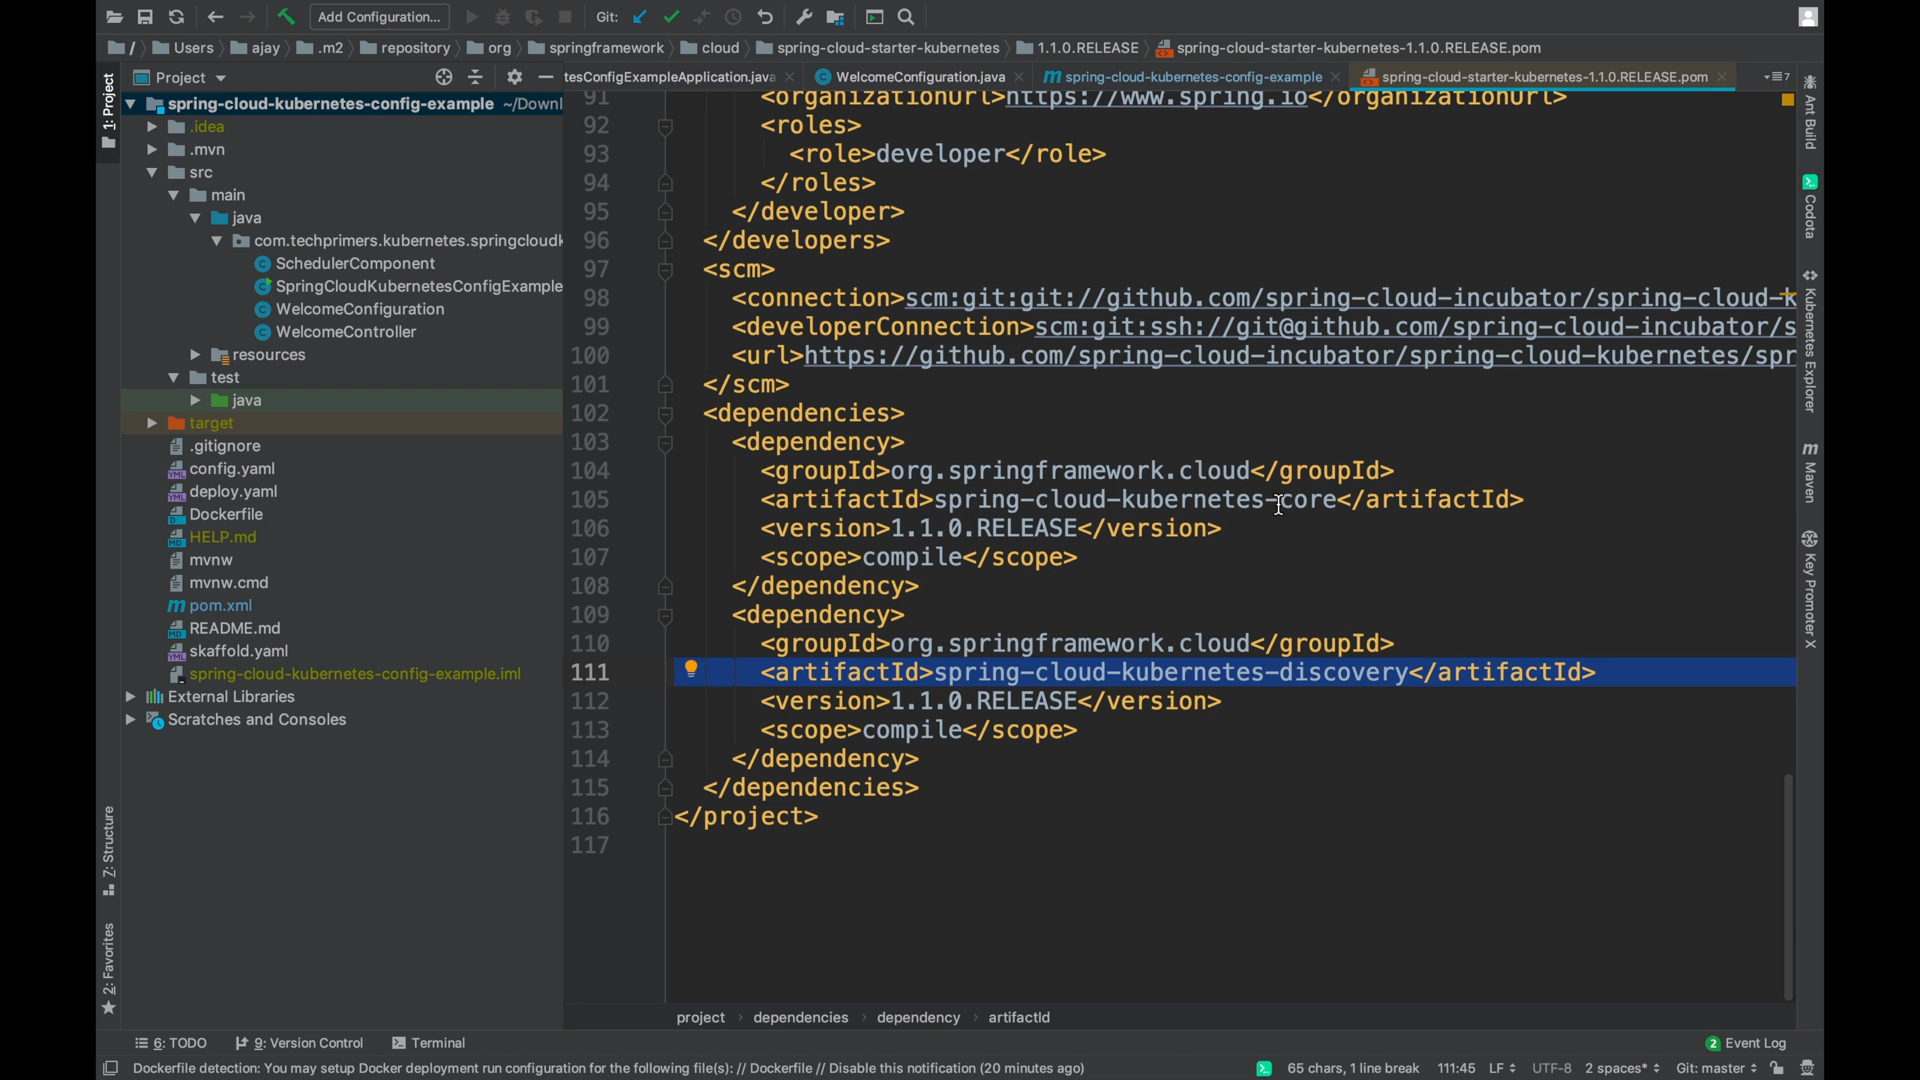 Add Configuration...
Git:
/ Users ajay .m2 repository org springframework cloud spring-cloud-starter-kubernetes 1.1.0.RELEASE spring-cloud-starter-kubernetes-1.1.0.RELEASE.pom
Project
tesConfigExampleApplication.java WelcomeConfiguration.java spring-cloud-kubernetes-config-example spring-cloud-starter-kubernetes-1.1.0.RELEASE.pom 7
1: Project
Z: Structure
2: Favorites
spring-cloud-kubernetes-config-example ~/Downl
.idea
.mvn
src
main
java
com.techprimers.kubernetes.springcloudk
SchedulerComponent
SpringCloudKubernetesConfigExample
WelcomeConfiguration
WelcomeController
resources
test
java
target
.gitignore
config.yaml
deploy.yaml
Dockerfile
HELP.md
mvnw
mvnw.cmd
pom.xml
README.md
skaffold.yaml
spring-cloud-kubernetes-config-example.iml
External Libraries
Scratches and Consoles
91 <organizationUrl>https://www.spring.io</organizationUrl>
92 <roles>
93 <role>developer</role>
94 </roles>
95 </developer>
96 </developers>
97 <scm>
98 <connection>scm:git:git://github.com/spring-cloud-incubator/spring-cloud-k
99 <developerConnection>scm:git:ssh://git@github.com/spring-cloud-incubator/s
100 <url>https://github.com/spring-cloud-incubator/spring-cloud-kubernetes/spr
101 </scm>
102 <dependencies>
103 <dependency>
104 <groupId>org.springframework.cloud</groupId>
105 <artifactId>spring-cloud-kubernetes-core</artifactId>
106 <version>1.1.0.RELEASE</version>
107 <scope>compile</scope>
108 </dependency>
109 <dependency>
110 <groupId>org.springframework.cloud</groupId>
111 <artifactId>spring-cloud-kubernetes-discovery</artifactId>
112 <version>1.1.0.RELEASE</version>
113 <scope>compile</scope>
114 </dependency>
115 </dependencies>
116 </project>
117
Ant Build
Codota
Kubernetes Explorer
Maven
Key Promoter X
project › dependencies › dependency › artifactId
6: TODO 9: Version Control Terminal 2 Event Log
Dockerfile detection: You may setup Docker deployment run configuration for the following file(s): // Dockerfile // Disable this notification (20 minutes ago) 65 chars, 1 line break 111:45 LF UTF-8 2 spaces* Git: master